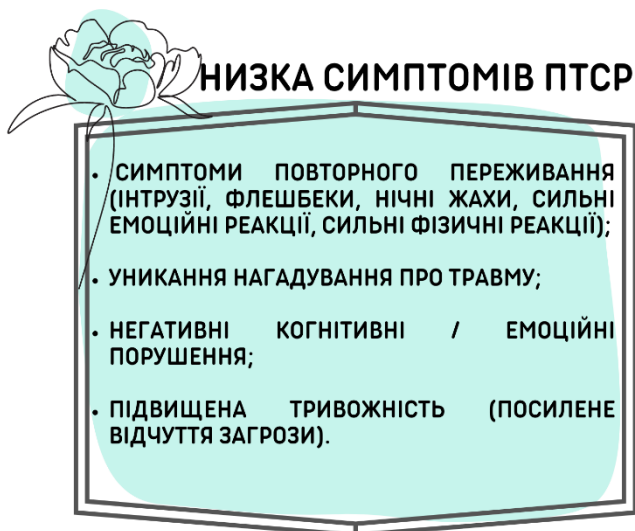 НИЗКА СИМПТОМІВ ПТСР
• СИМПТОМИ ПОВТОРНОГО ПЕРЕЖИВАННЯ
(ІНТРУЗІЇ, ФЛЕШБЕКИ, НІЧНІ ЖАХИ, СИЛЬНІ
ЕМОЦІЙНІ РЕАКЦІЇ, СИЛЬНІ ФІЗИЧНІ РЕАКЦІЇ);
• УНИКАННЯ НАГАДУВАННЯ ПРО ТРАВМУ;
• НЕГАТИВНІ КОГНІТИВНІ / ЕМОЦІЙНІ
ПОРУШЕННЯ;
• ПІДВИЩЕНА ТРИВОЖНІСТЬ (ПОСИЛЕНЕ
ВІДЧУТТЯ ЗАГРОЗИ).